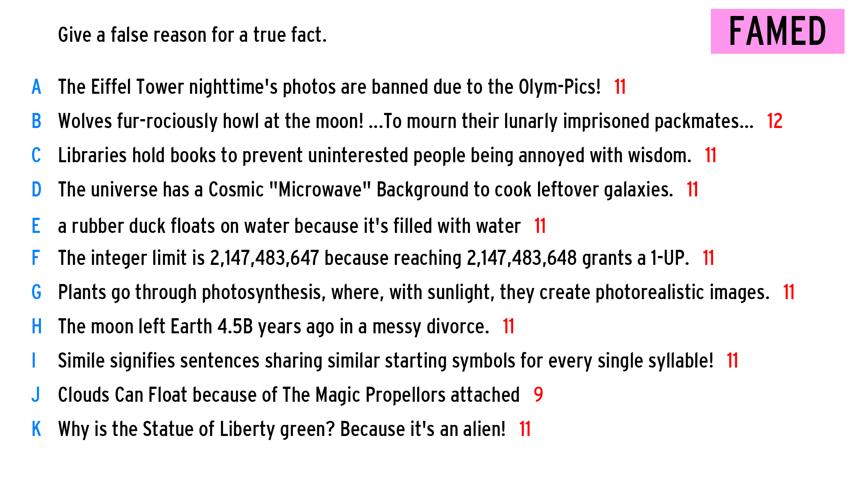 Give a false reason for a true fact.
FAMED
A The Eiffel Tower nighttime's photos are banned due to the Olym-Pics! 11
B Wolves fur-rociously howl at the moon! ...To mourn their lunarly imprisoned packmates... 12
C Libraries hold books to prevent uninterested people being annoyed with wisdom. 11
D The universe has a Cosmic "Microwave" Background to cook leftover galaxies. 11
E a rubber duck floats on water because it's filled with water 11
F The integer limit is 2,147,483,647 because reaching 2,147,483,648 grants a 1-UP. 11
G Plants go through photosynthesis, where, with sunlight, they create photorealistic images. 11
H The moon left Earth 4.5B years ago in a messy divorce. 11
I Simile signifies sentences sharing similar starting symbols for every single syllable! 11
J Clouds Can Float because of The Magic Propellors attached 9
K Why is the Statue of Liberty green? Because it's an alien! 11